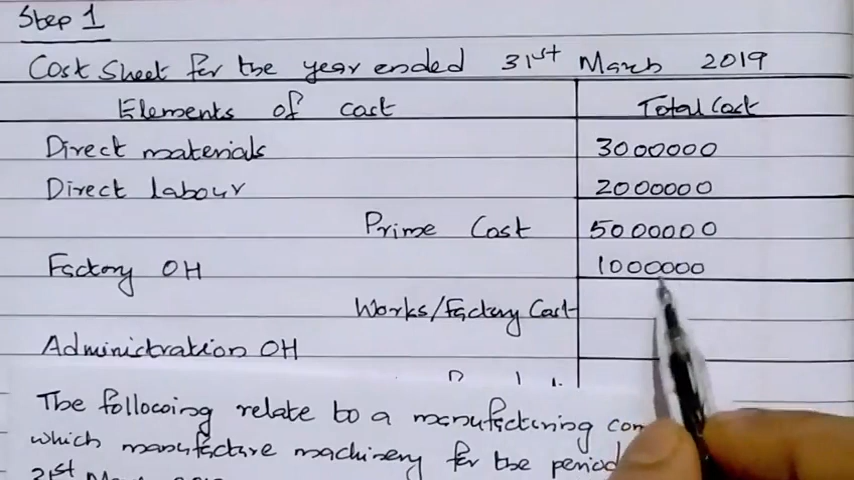 Step 1
Cost Sheet for the year ended 31st March 2019
Elements of cost Total Cost
Direct materials 3000000
Direct labour 2000000
Prime Cost 5000000
Factory OH 1000000
Works/Factory Cost
Administration OH
The following relate to a manufacturing
which manufacture machinery for the period